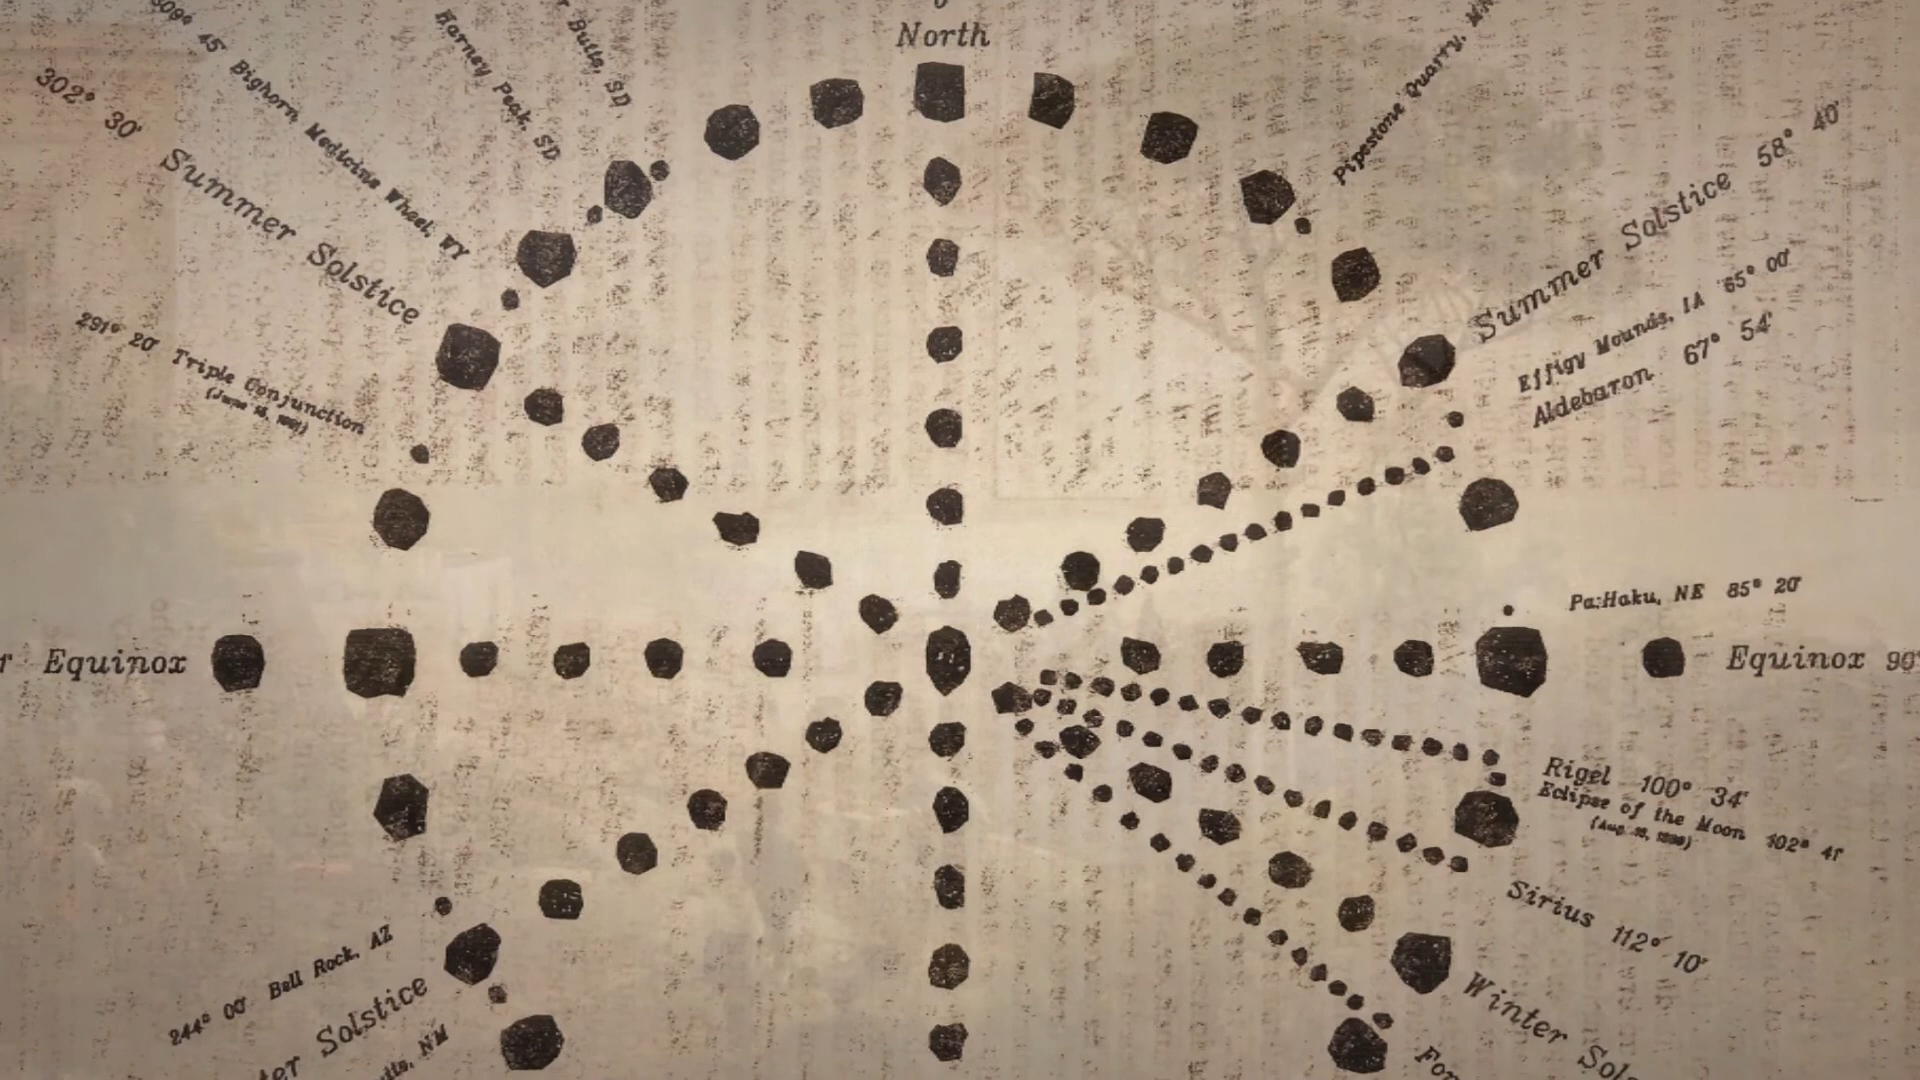 North
309° 45' Bighorn Medicine Wheel, WY
Harney Peak, SD
Butts, SD
Pipestone Quarry, MN
302° 30' Summer Solstice
Summer Solstice 58° 40'
Effigy Mounds, IA 65° 00'
Aldebaran 67° 54'
291° 20' Triple Conjunction
Pa:Haku, NE 85° 20'
Equinox
Equinox 90°
Rigel 100° 34'
Eclipse of the Moon 102° 41'
Sirius 112° 10'
244° 00' Bell Rock, AZ
Solstice
NM
Winter